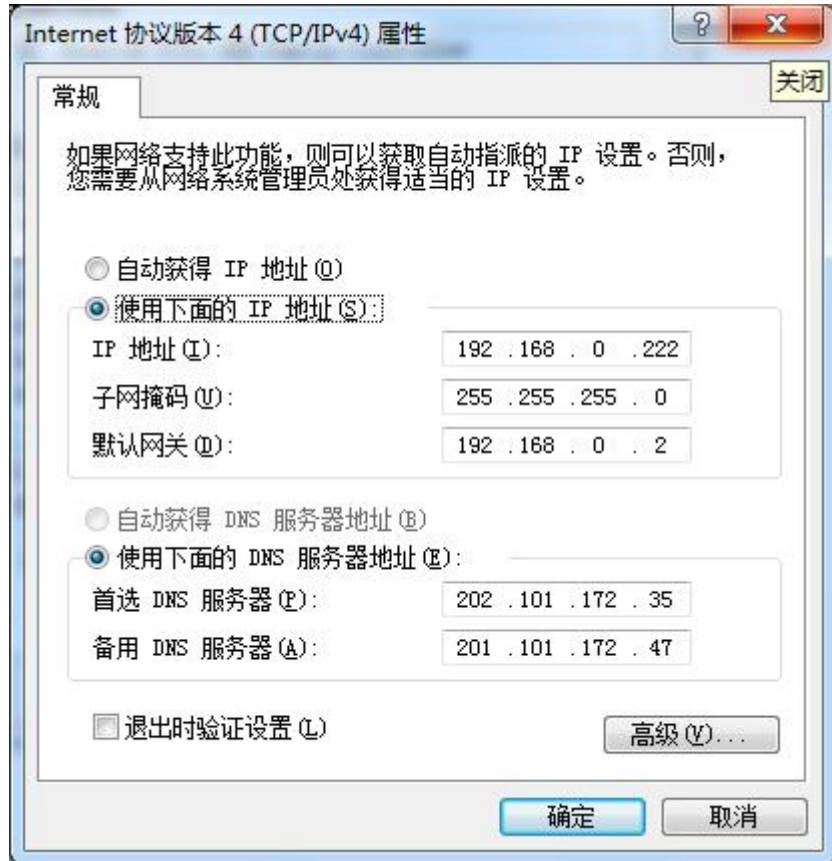 Internet 协议版本 4 (TCP/IPv4) 属性
关闭
常规
如果网络支持此功能，则可以获取自动指派的 IP 设置。否则，
您需要从网络系统管理员处获得适当的 IP 设置。
自动获得 IP 地址(O)
使用下面的 IP 地址(S):
IP 地址(I): 192 .168 . 0 .222
子网掩码(U): 255 .255 .255 . 0
默认网关(D): 192 .168 . 0 . 2
自动获得 DNS 服务器地址(B)
使用下面的 DNS 服务器地址(E):
首选 DNS 服务器(P): 202 .101 .172 . 35
备用 DNS 服务器(A): 201 .101 .172 . 47
退出时验证设置(L)
高级(V)...
确定 取消